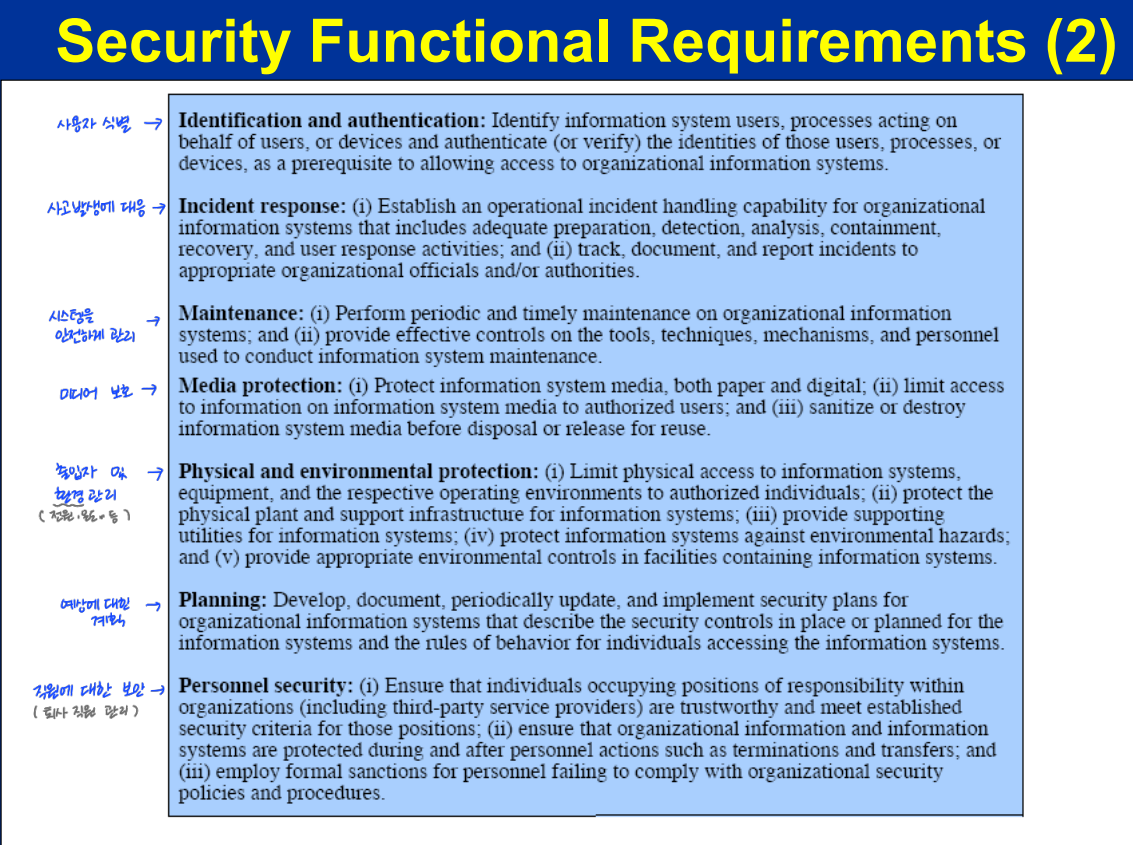 Security Functional Requirements (2)
사용자 식별 →
Identification and authentication: Identify information system users, processes acting on
behalf of users, or devices and authenticate (or verify) the identities of those users, processes, or
devices, as a prerequisite to allowing access to organizational information systems.
사고발생에 대응 →
Incident response: (i) Establish an operational incident handling capability for organizational
information systems that includes adequate preparation, detection, analysis, containment,
recovery, and user response activities; and (ii) track, document, and report incidents to
appropriate organizational officials and/or authorities.
시스템을
안전하게 관리 →
Maintenance: (i) Perform periodic and timely maintenance on organizational information
systems; and (ii) provide effective controls on the tools, techniques, mechanisms, and personnel
used to conduct information system maintenance.
미디어 보호 →
Media protection: (i) Protect information system media, both paper and digital; (ii) limit access
to information on information system media to authorized users; and (iii) sanitize or destroy
information system media before disposal or release for reuse.
출입자 및 →
환경관리
(전원·온도 등)
Physical and environmental protection: (i) Limit physical access to information systems,
equipment, and the respective operating environments to authorized individuals; (ii) protect the
physical plant and support infrastructure for information systems; (iii) provide supporting
utilities for information systems; (iv) protect information systems against environmental hazards;
and (v) provide appropriate environmental controls in facilities containing information systems.
예상에 대한 →
계획
Planning: Develop, document, periodically update, and implement security plans for
organizational information systems that describe the security controls in place or planned for the
information systems and the rules of behavior for individuals accessing the information systems.
직원에 대한 보안 →
(퇴사 직원 관리)
Personnel security: (i) Ensure that individuals occupying positions of responsibility within
organizations (including third-party service providers) are trustworthy and meet established
security criteria for those positions; (ii) ensure that organizational information and information
systems are protected during and after personnel actions such as terminations and transfers; and
(iii) employ formal sanctions for personnel failing to comply with organizational security
policies and procedures.